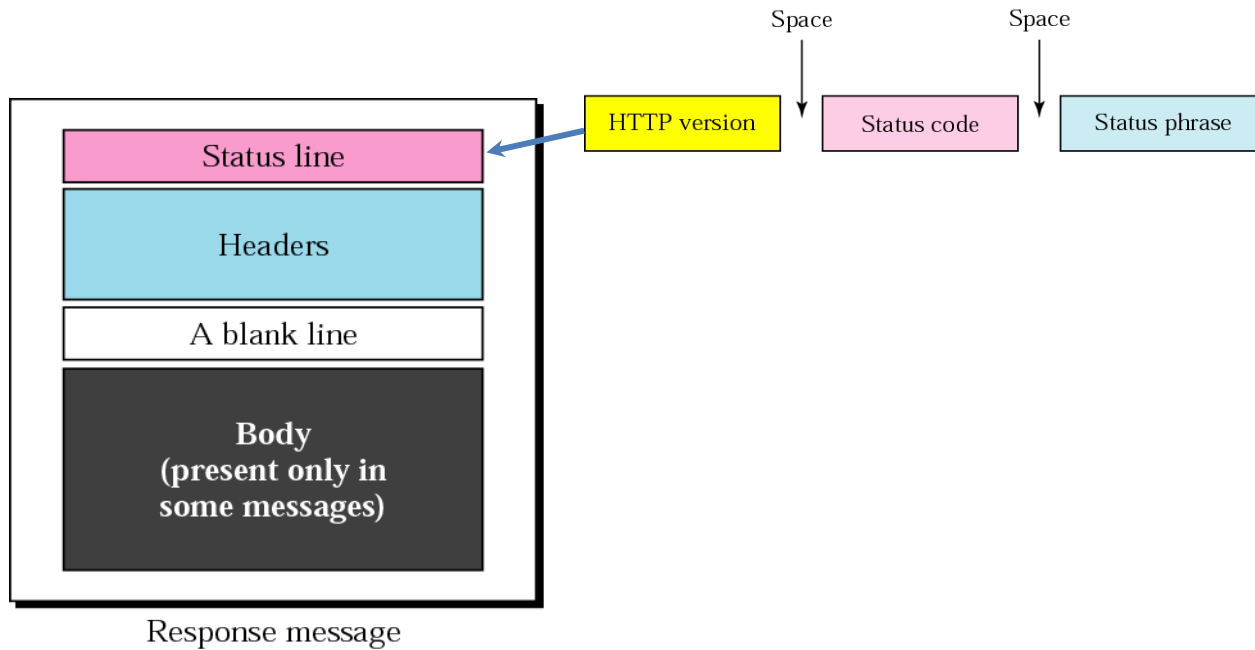 Space
Space
HTTP version
Status code
Status phrase
Status line
Headers
A blank line
Body
(present only in
some messages)
Response message